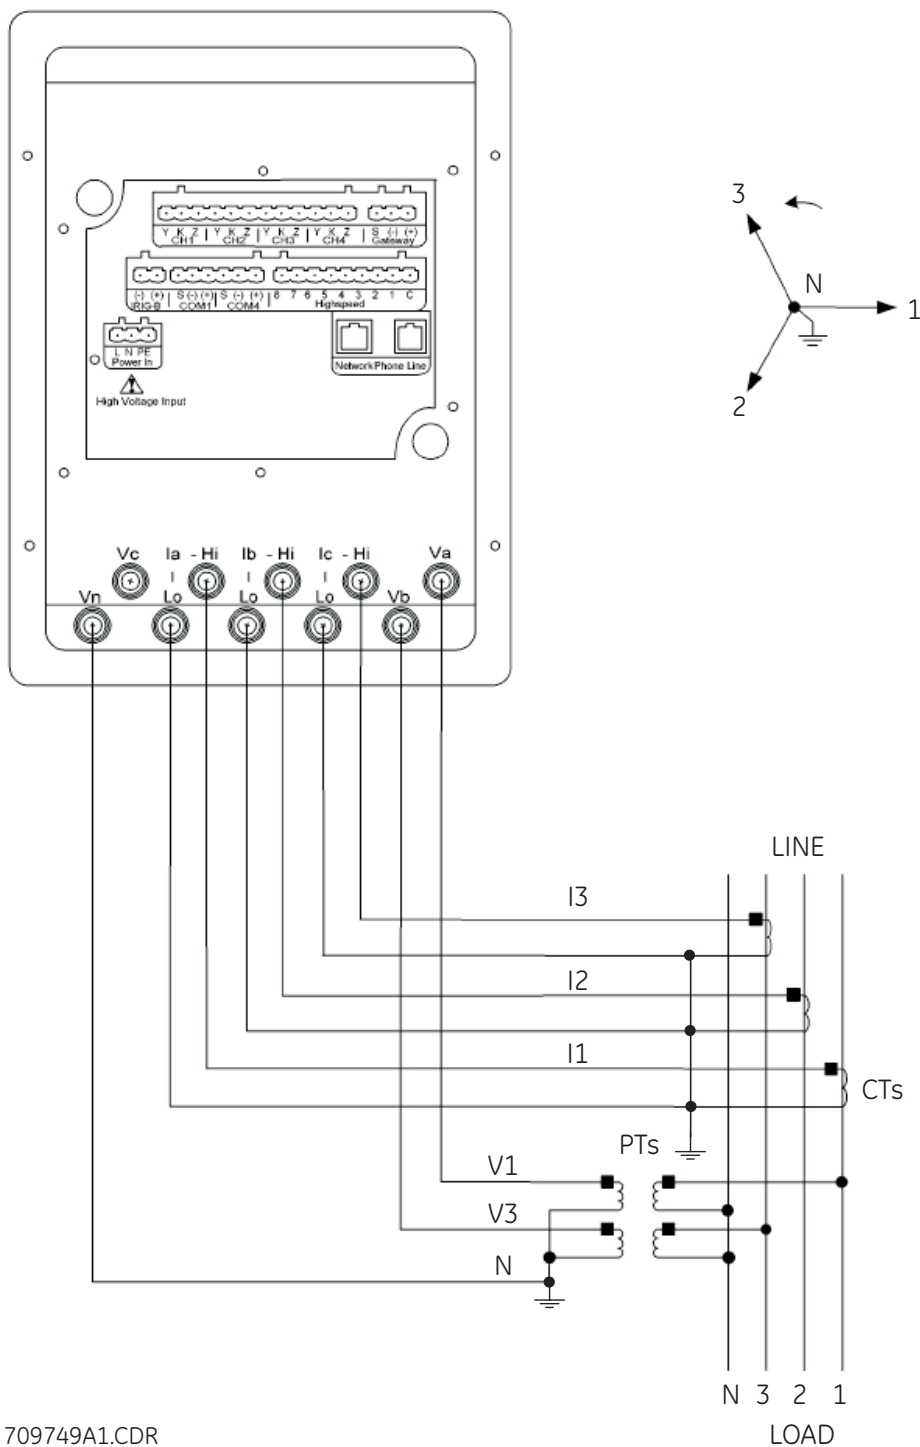 Y K Z | Y K Z | Y K Z | Y K Z S (-) (+)
CH1 CH2 CH3 CH4 Gateway
(-) (+) | S (-) (+) | S (-) (+) | 8 7 6 5 4 3 2 1 C
IRIG-B COM1 COM4 Highspeed
L N PE
Power In
Network Phone Line
High Voltage Input
3
N
1
2
Vc Ia - Hi Ib - Hi Ic - Hi Va
Vn Lo Lo Lo Vb
LINE
I3
I2
I1
CTs
PTs
V1
V3
N
N 3 2 1
LOAD
709749A1.CDR